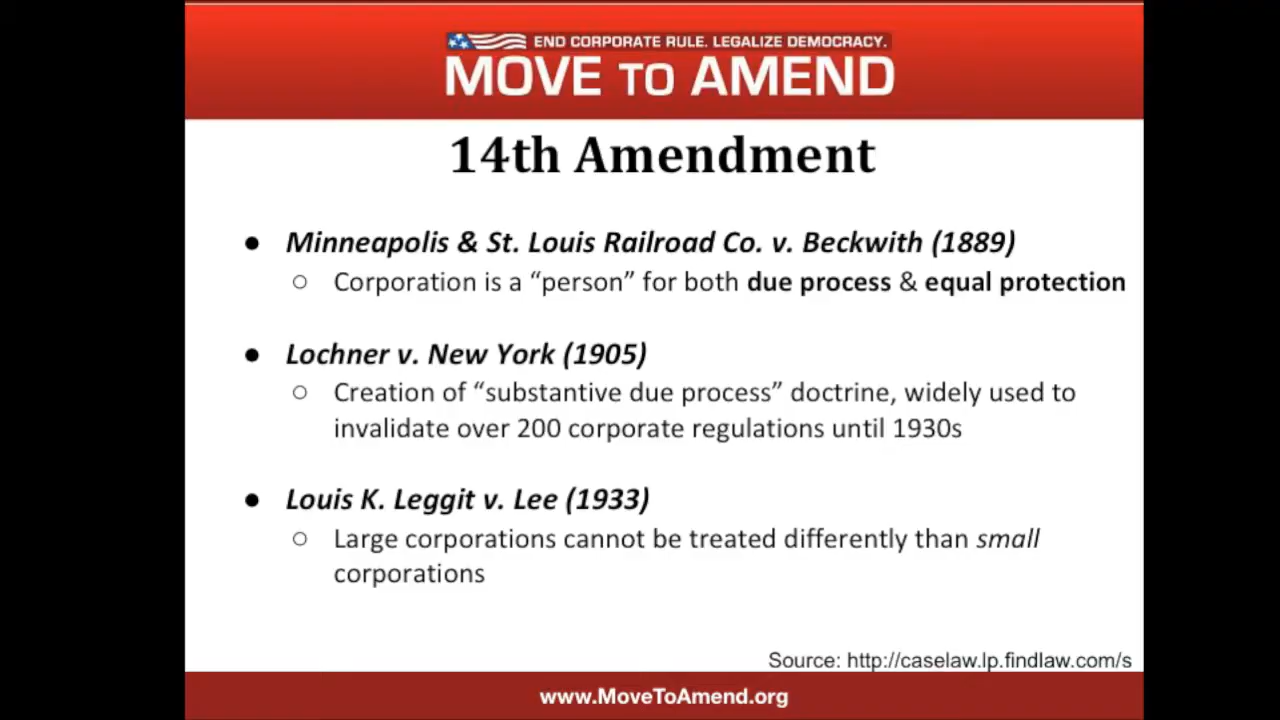 END CORPORATE RULE. LEGALIZE DEMOCRACY.
MOVE TO AMEND
14th Amendment
● Minneapolis & St. Louis Railroad Co. v. Beckwith (1889)
○ Corporation is a “person” for both due process & equal protection
● Lochner v. New York (1905)
○ Creation of “substantive due process” doctrine, widely used to
invalidate over 200 corporate regulations until 1930s
● Louis K. Leggit v. Lee (1933)
○ Large corporations cannot be treated differently than small
corporations
Source: http://caselaw.lp.findlaw.com/s
www.MoveToAmend.org